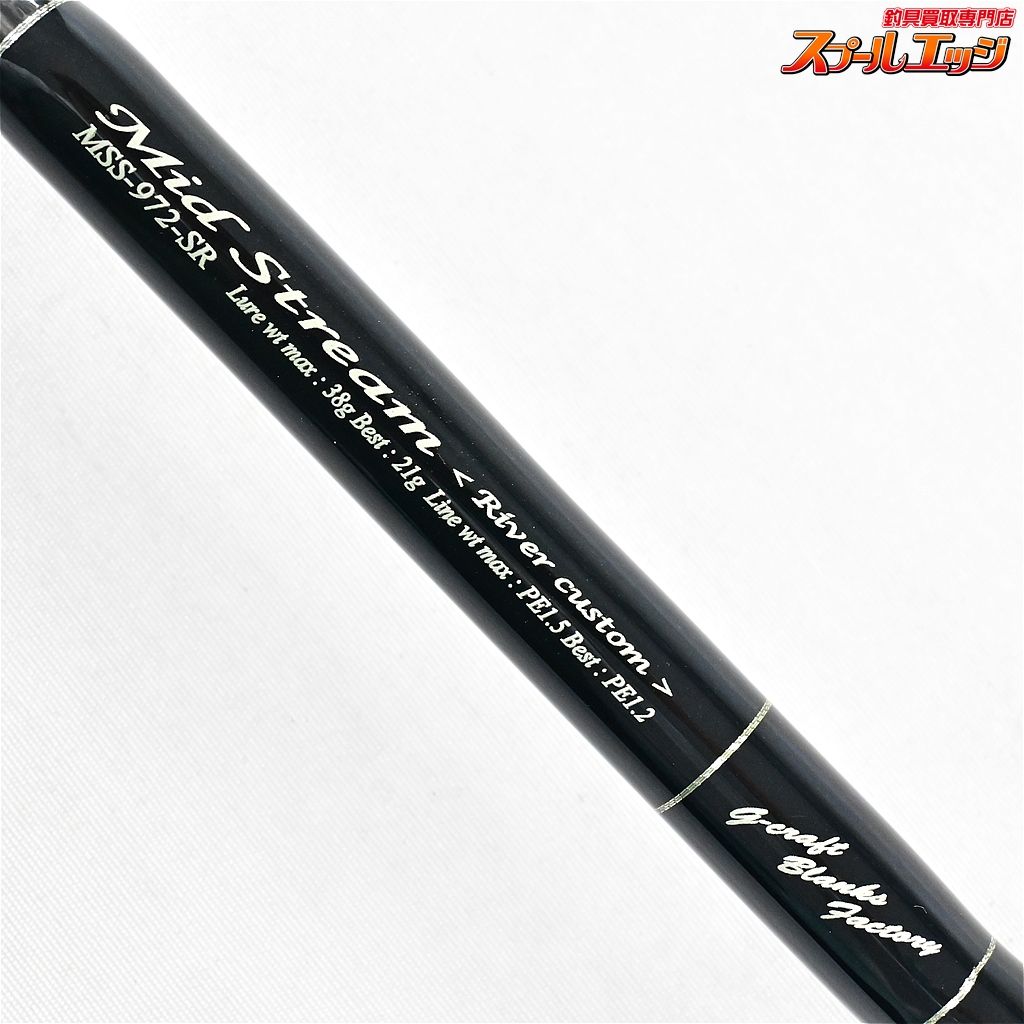 釣具買取専門店
スプールエッジ
Mid Stream < River custom >
MSS-972-SR
Lure wt max : 38g Best : 21g Line wt max : PE1.5 Best : PE1.2
G-craft
Blanks
Factory